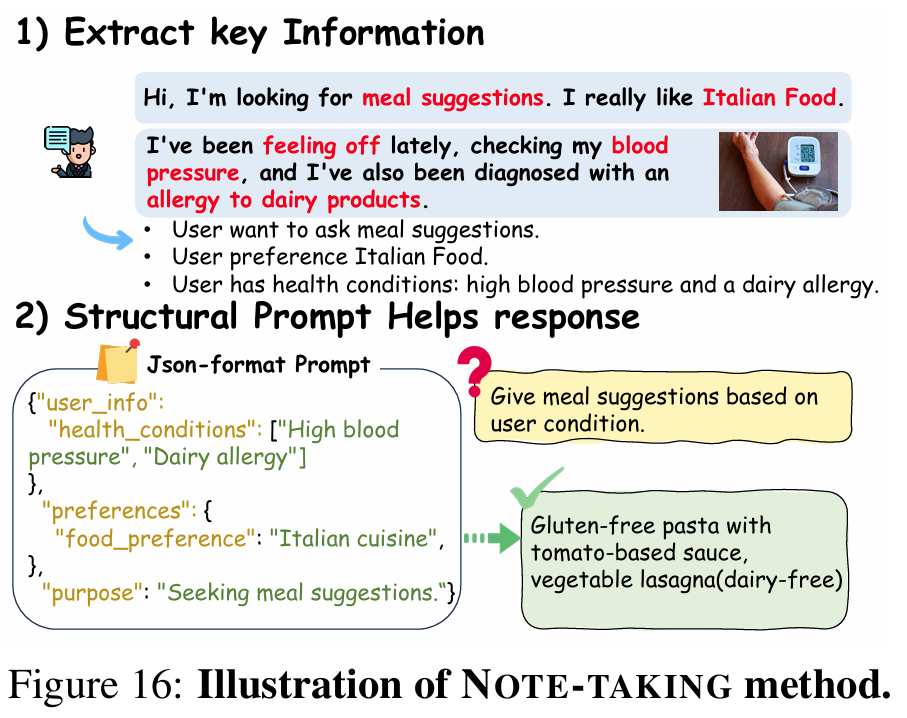 1) Extract key Information
Hi, I'm looking for meal suggestions. I really like Italian Food.
I've been feeling off lately, checking my blood
pressure, and I've also been diagnosed with an
allergy to dairy products.
• User want to ask meal suggestions.
• User preference Italian Food.
• User has health conditions: high blood pressure and a dairy allergy.
2) Structural Prompt Helps response
Json-format Prompt
{"user_info":
"health_conditions": ["High blood
pressure", "Dairy allergy"]
},
"preferences": {
"food_preference": "Italian cuisine",
},
"purpose": "Seeking meal suggestions."}
?
Give meal suggestions based on
user condition.
Gluten-free pasta with
tomato-based sauce,
vegetable lasagna(dairy-free)
Figure 16: Illustration of NOTE-TAKING method.